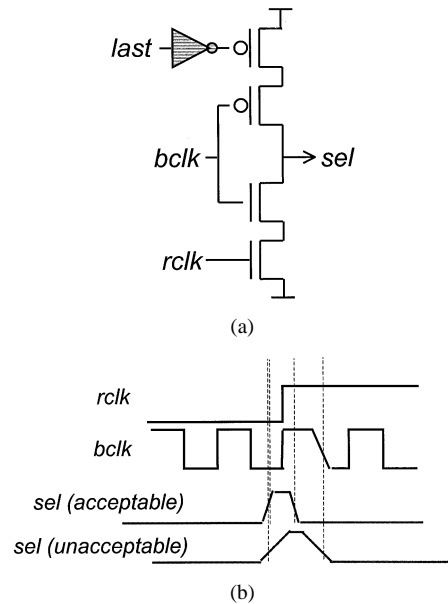 last
bclk
sel
rclk
(a)
rclk
bclk
sel (acceptable)
sel (unacceptable)
(b)